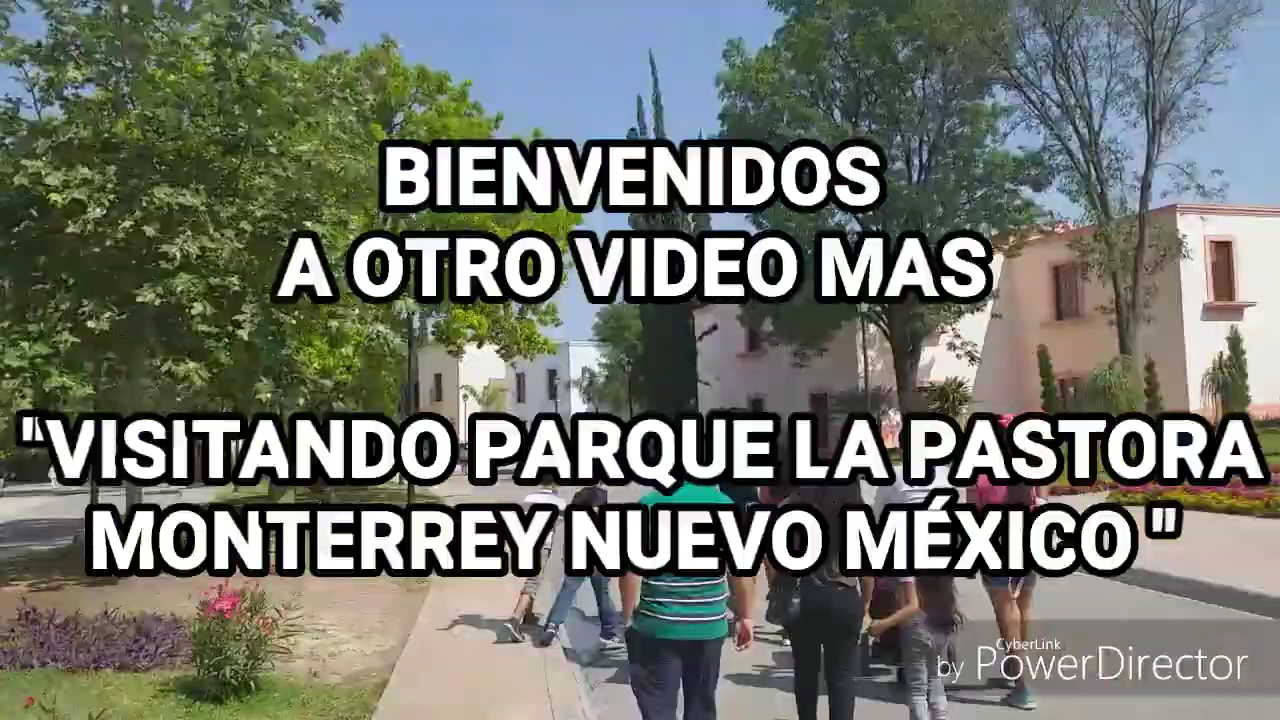 BIENVENIDOS
A OTRO VIDEO MAS
"VISITANDO PARQUE LA PASTORA
MONTERREY NUEVO MÉXICO "
CyberLink
by PowerDirector